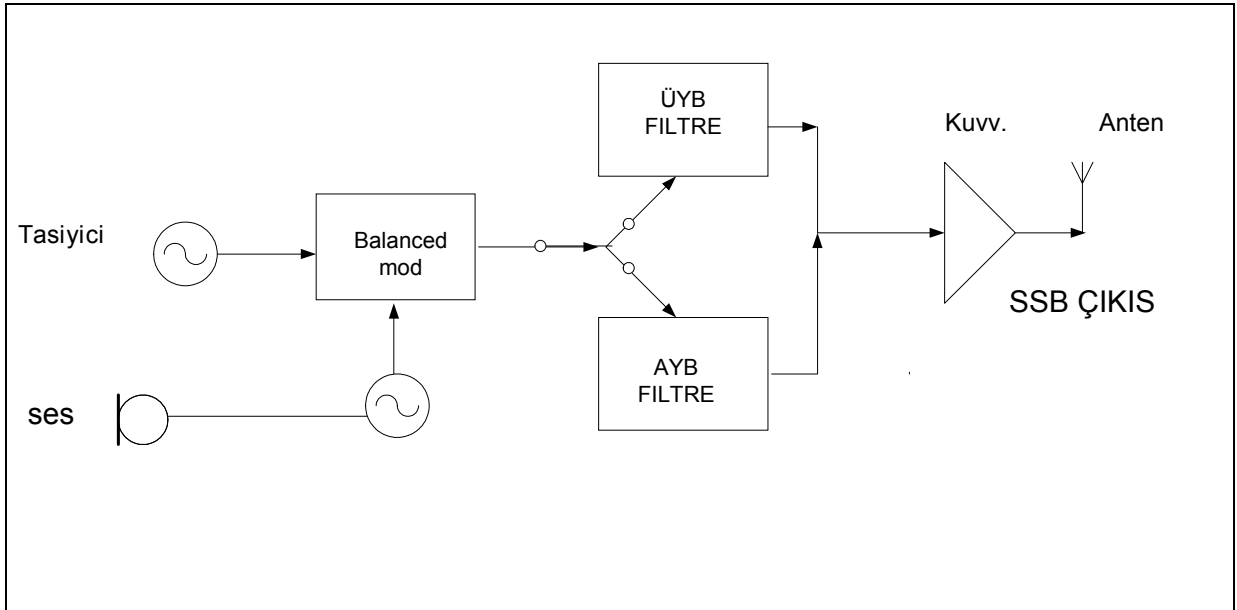 ÜYB
FILTRE
Kuvv.
Anten
Tasiyici
Balanced
mod
SSB ÇIKIS
AYB
FILTRE
ses